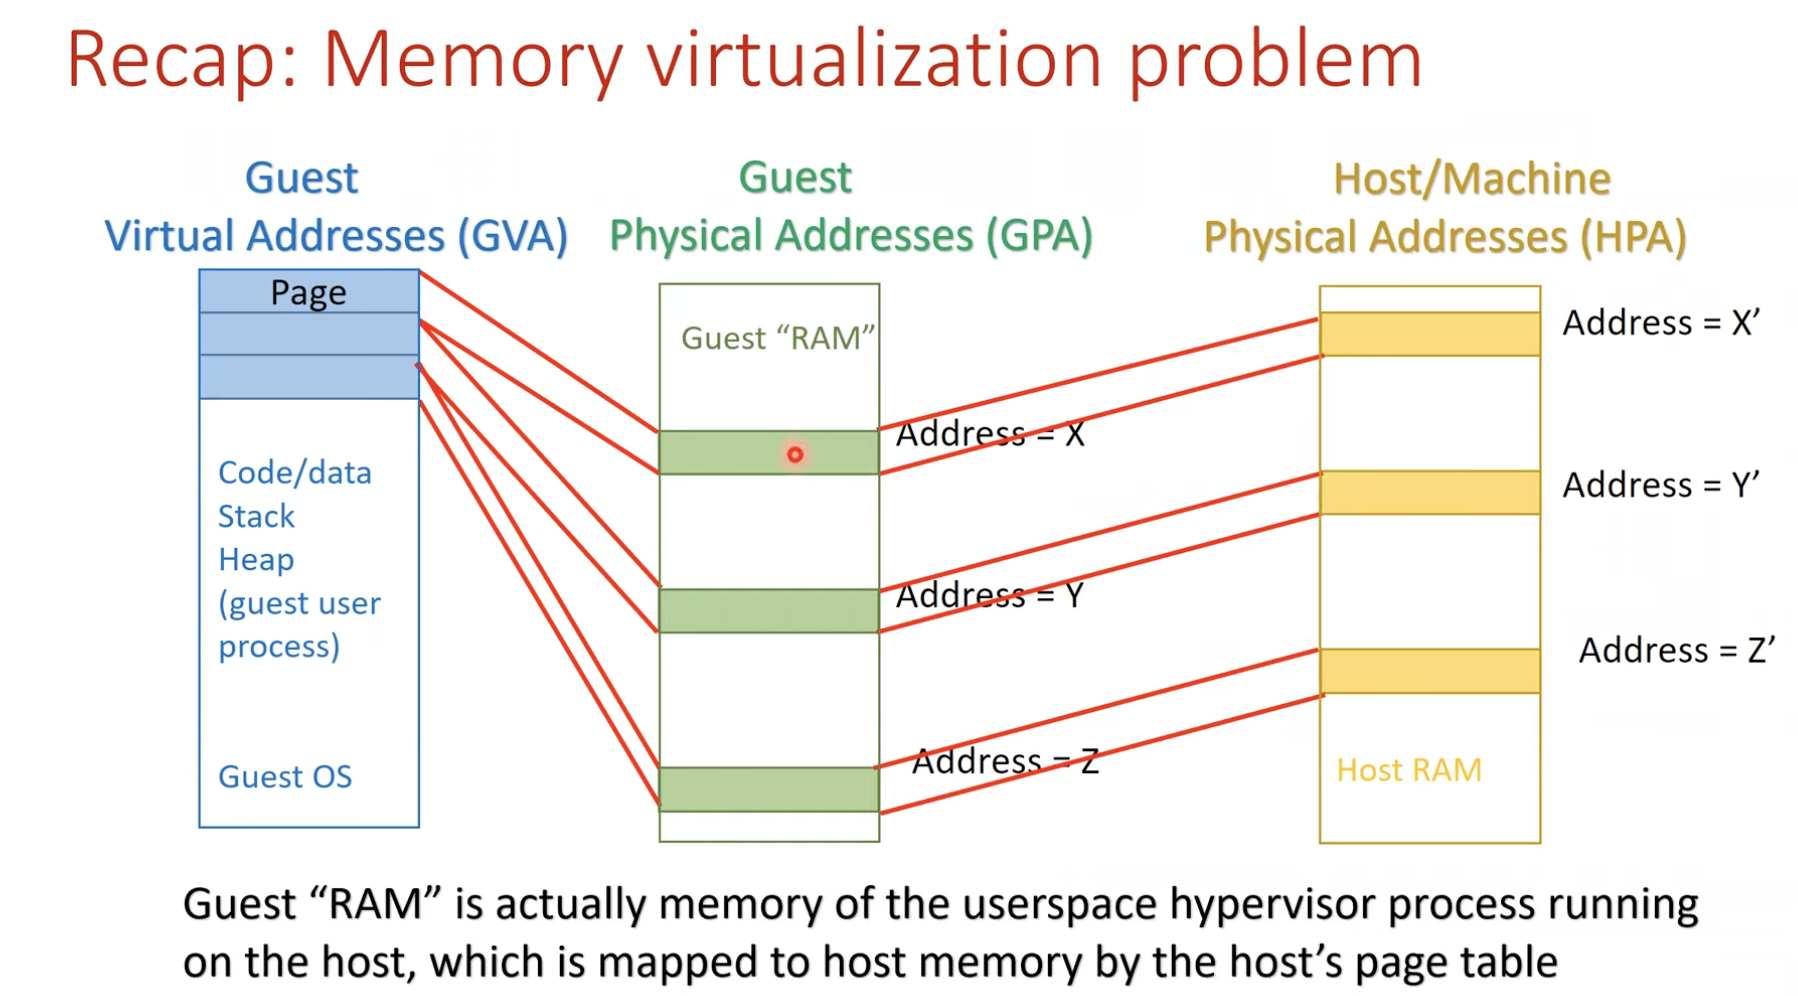 Recap: Memory virtualization problem
Guest
Virtual Addresses (GVA)
Guest
Physical Addresses (GPA)
Host/Machine
Physical Addresses (HPA)
Page
Code/data
Stack
Heap
(guest user
process)
Guest OS
Guest “RAM”
Address = X
Address = Y
Address = Z
Address = X’
Address = Y’
Address = Z’
Host RAM
Guest “RAM” is actually memory of the userspace hypervisor process running
on the host, which is mapped to host memory by the host’s page table